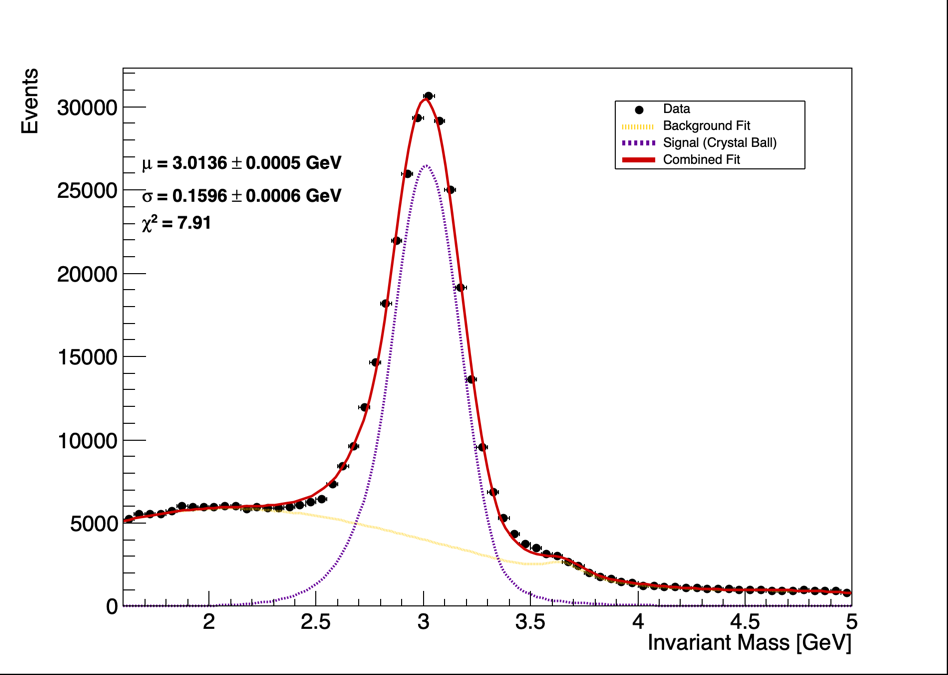 Events
30000
25000
20000
15000
10000
5000
0
μ = 3.0136 ± 0.0005 GeV
σ = 0.1596 ± 0.0006 GeV
χ² = 7.91
Data
Background Fit
Signal (Crystal Ball)
Combined Fit
2 2.5 3 3.5 4 4.5 5
Invariant Mass [GeV]